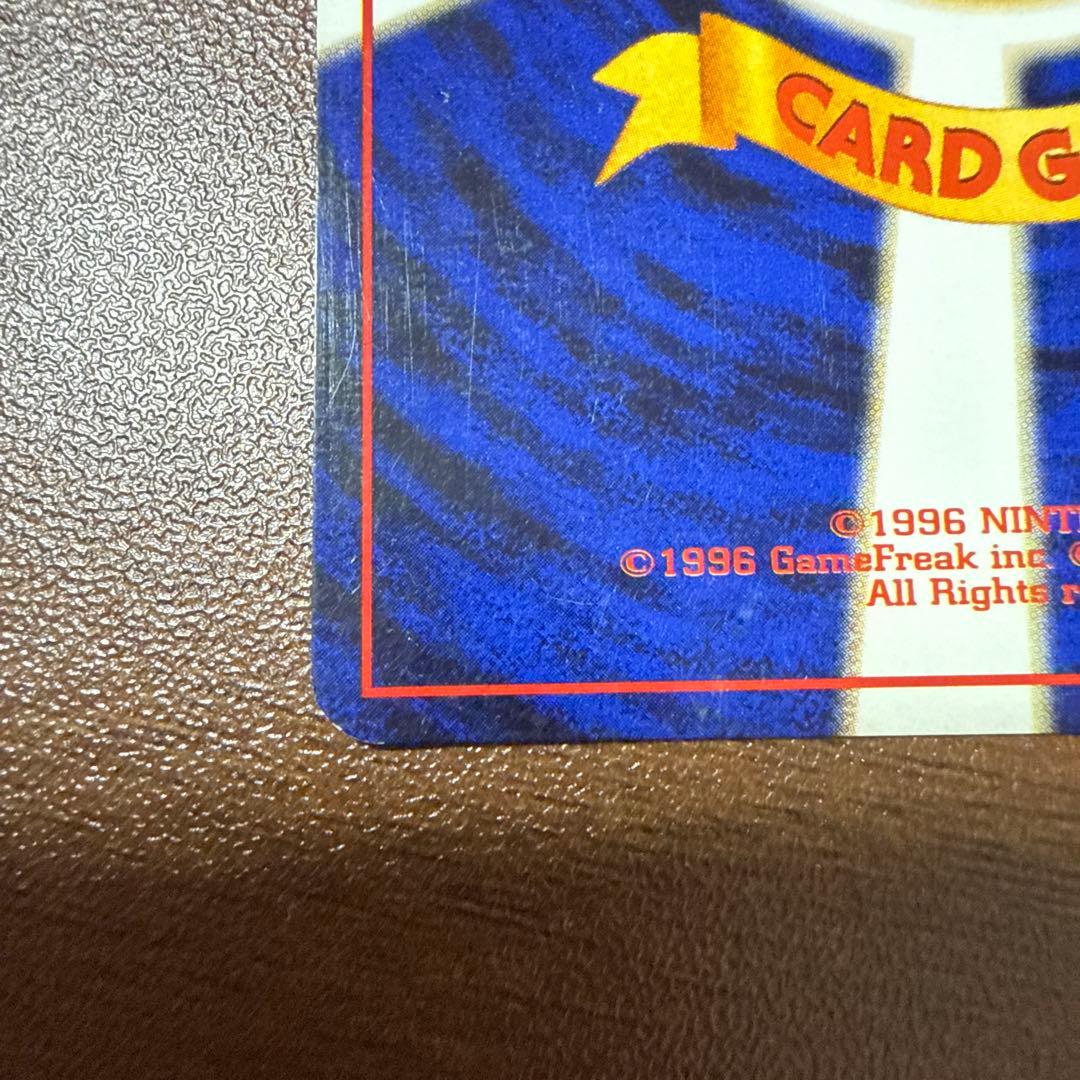 CARD G
©1996 NINT
©1996 GameFreak inc. ©
All Rights r